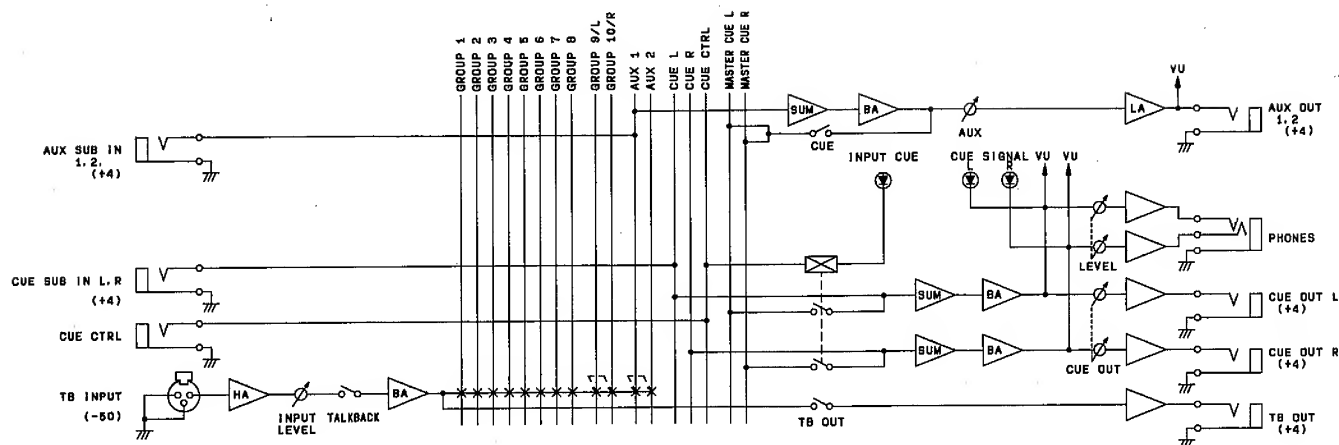 GROUP 1
GROUP 2
GROUP 3
GROUP 4
GROUP 5
GROUP 6
GROUP 7
GROUP 8
GROUP 9/L
GROUP 10/R
AUX 1
AUX 2
CUE L
CUE R
CUE CTRL
MASTER CUE L
MASTER CUE R
VU
SUM
BA
AUX
LA
AUX OUT
1,2
(+4)
CUE
AUX SUB IN
1,2,
(+4)
INPUT CUE
CUE SIGNAL
L
R
VU
VU
PHONES
LEVEL
CUE SUB IN L,R
(+4)
SUM
BA
CUE OUT L
(+4)
CUE CTRL
SUM
BA
CUE OUT
CUE OUT R
(+4)
TB INPUT
(-50)
HA
INPUT
LEVEL
TALKBACK
BA
TB OUT
TB OUT
(+4)